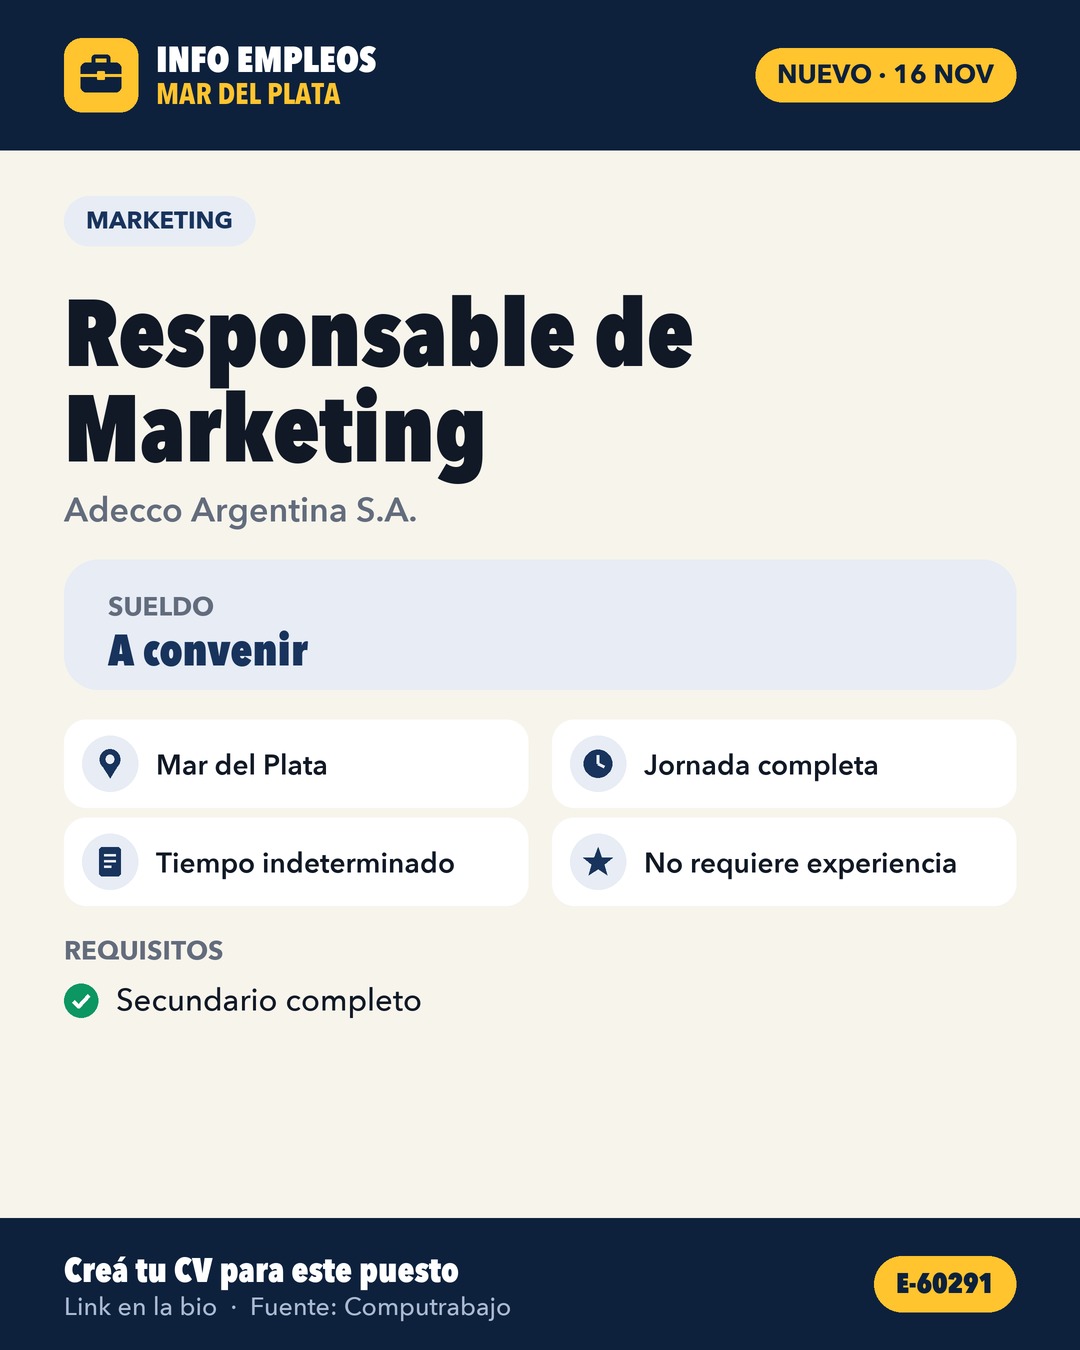 INFO EMPLEOS
MAR DEL PLATA
NUEVO · 16 NOV
MARKETING
Responsable de
Marketing
Adecco Argentina S.A.
SUELDO
A convenir
Mar del Plata
Jornada completa
Tiempo indeterminado
No requiere experiencia
REQUISITOS
Secundario completo
Creá tu CV para este puesto
Link en la bio · Fuente: Computrabajo
E-60291